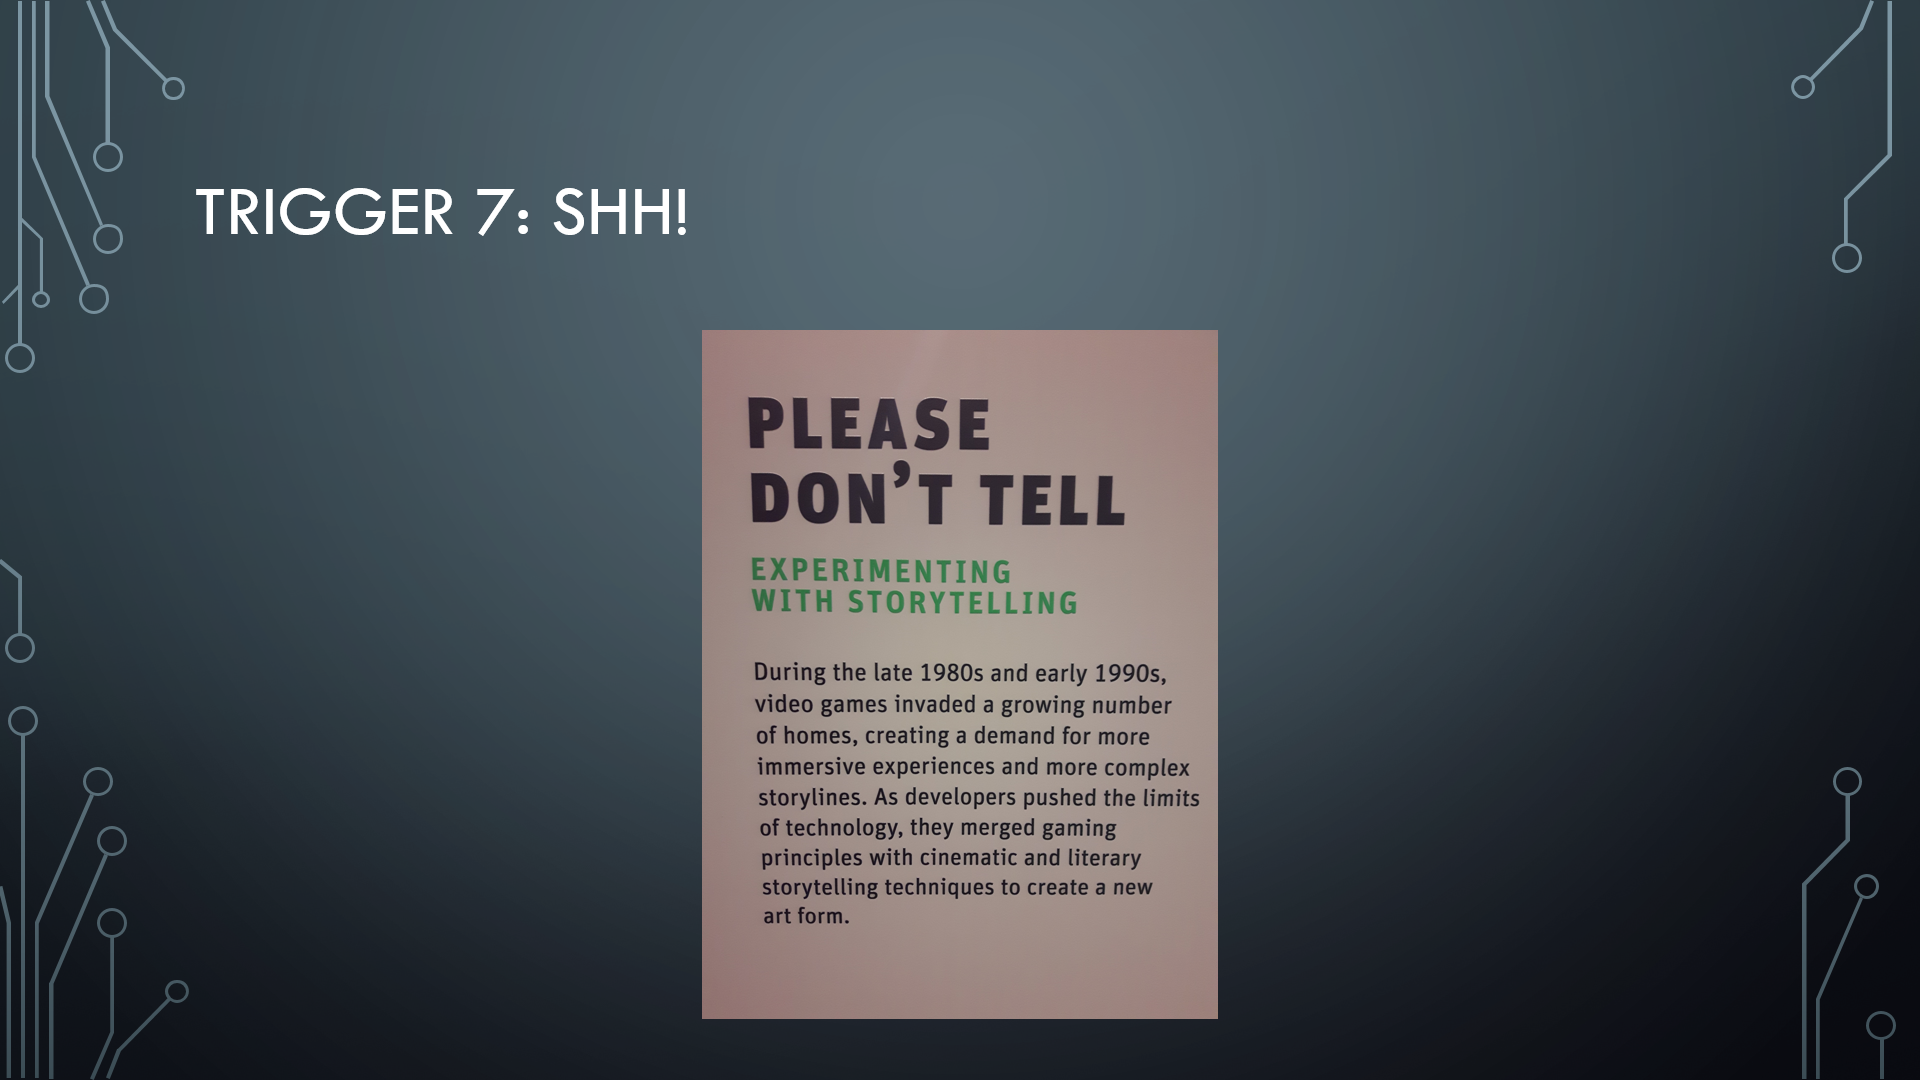 TRIGGER 7: SHH!
PLEASE
DON'T TELL
EXPERIMENTING
WITH STORYTELLING
During the late 1980s and early 1990s,
video games invaded a growing number
of homes, creating a demand for more
immersive experiences and more complex
storylines. As developers pushed the limits
of technology, they merged gaming
principles with cinematic and literary
storytelling techniques to create a new
art form.